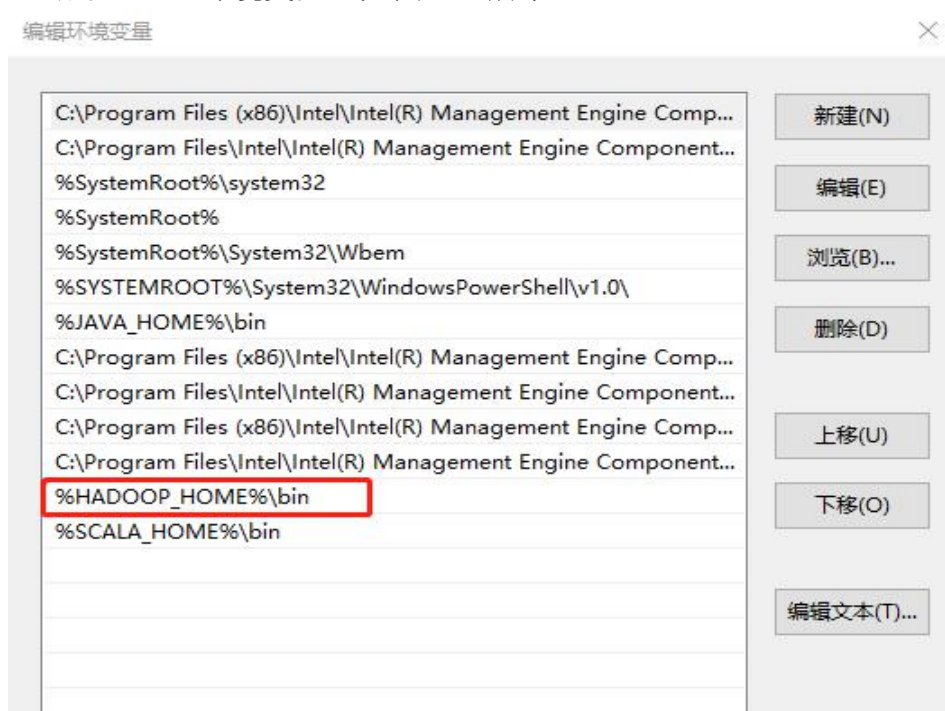 编辑环境变量
C:\Program Files (x86)\Intel\Intel(R) Management Engine Comp...
C:\Program Files\Intel\Intel(R) Management Engine Component...
%SystemRoot%\system32
%SystemRoot%
%SystemRoot%\System32\Wbem
%SYSTEMROOT%\System32\WindowsPowerShell\v1.0\
%JAVA_HOME%\bin
C:\Program Files (x86)\Intel\Intel(R) Management Engine Comp...
C:\Program Files\Intel\Intel(R) Management Engine Component...
C:\Program Files (x86)\Intel\Intel(R) Management Engine Comp...
C:\Program Files\Intel\Intel(R) Management Engine Component...
%HADOOP_HOME%\bin
%SCALA_HOME%\bin
新建(N)
编辑(E)
浏览(B)...
删除(D)
上移(U)
下移(O)
编辑文本(T)...